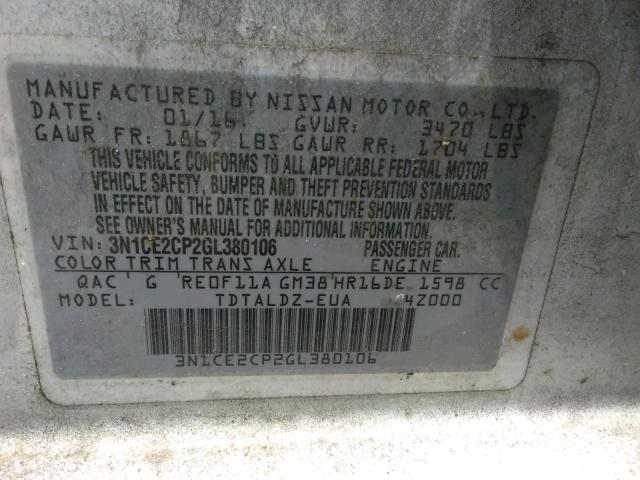 MANUFACTURED BY NISSAN MOTOR CO., LTD.
DATE: 01/16 GVWR: 3470 LBS
GAWR FR: 1867 LBS GAWR RR: 1704 LBS
THIS VEHICLE CONFORMS TO ALL APPLICABLE FEDERAL MOTOR
VEHICLE SAFETY, BUMPER AND THEFT PREVENTION STANDARDS
IN EFFECT ON THE DATE OF MANUFACTURE SHOWN ABOVE.
SEE OWNER'S MANUAL FOR ADDITIONAL INFORMATION.
VIN: 3N1CE2CP2GL380106 PASSENGER CAR.
COLOR TRIM TRANS AXLE ENGINE
QAC ' G ' RE0F11A GM38 ' HR16DE 1598 CC
MODEL: TDTALDZ-EUA 4Z000
3N1CE2CP2GL380106